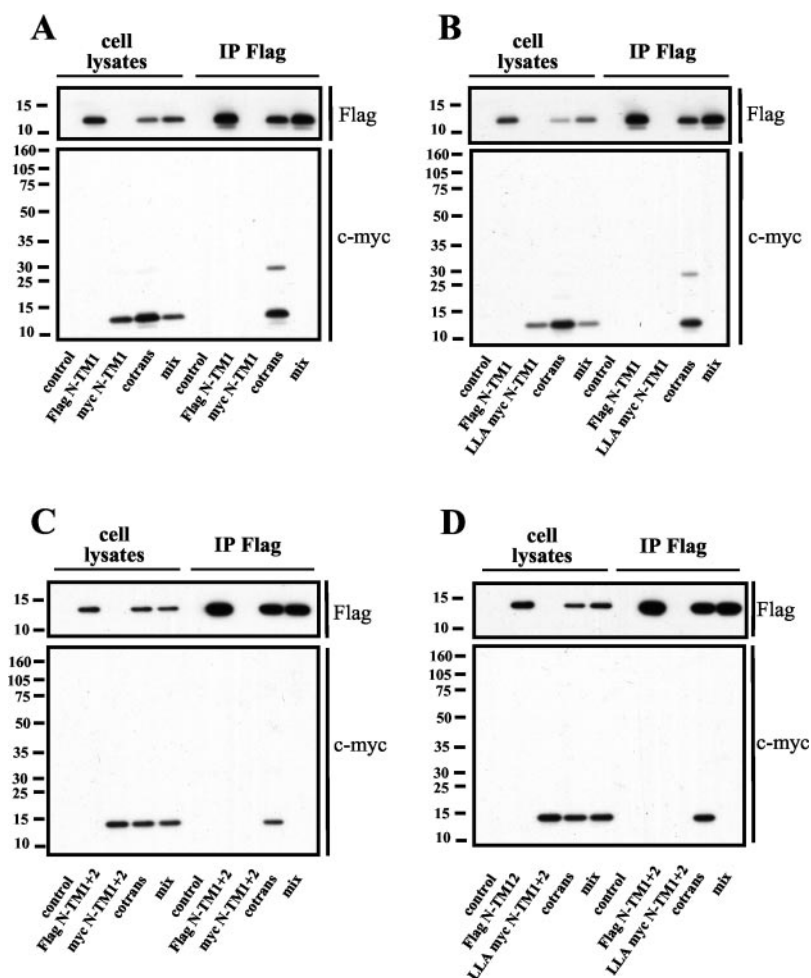 A
cell
lysates
IP Flag
15
10
Flag
160
105
75
50
35
30
25
15
10
c-myc
control
Flag N-TM1
myc N-TM1
cotrans
mix
control
Flag N-TM1
myc N-TM1
cotrans
mix
B
cell
lysates
IP Flag
15
10
Flag
160
105
75
50
35
30
25
15
10
c-myc
control
Flag N-TM1
LLA myc N-TM1
cotrans
mix
control
Flag N-TM1
LLA myc N-TM1
cotrans
mix
C
cell
lysates
IP Flag
15
10
Flag
160
105
75
50
35
25
15
10
c-myc
control
Flag N-TM1+2
myc N-TM1+2
cotrans
mix
control
Flag N-TM1+2
myc N-TM1+2
cotrans
mix
D
cell
lysates
IP Flag
15
10
Flag
160
105
75
50
35
30
25
15
10
c-myc
control
Flag N-TM12
LLA myc N-TM1+2
cotrans
mix
control
Flag N-TM1+2
LLA myc N-TM1+2
cotrans
mix